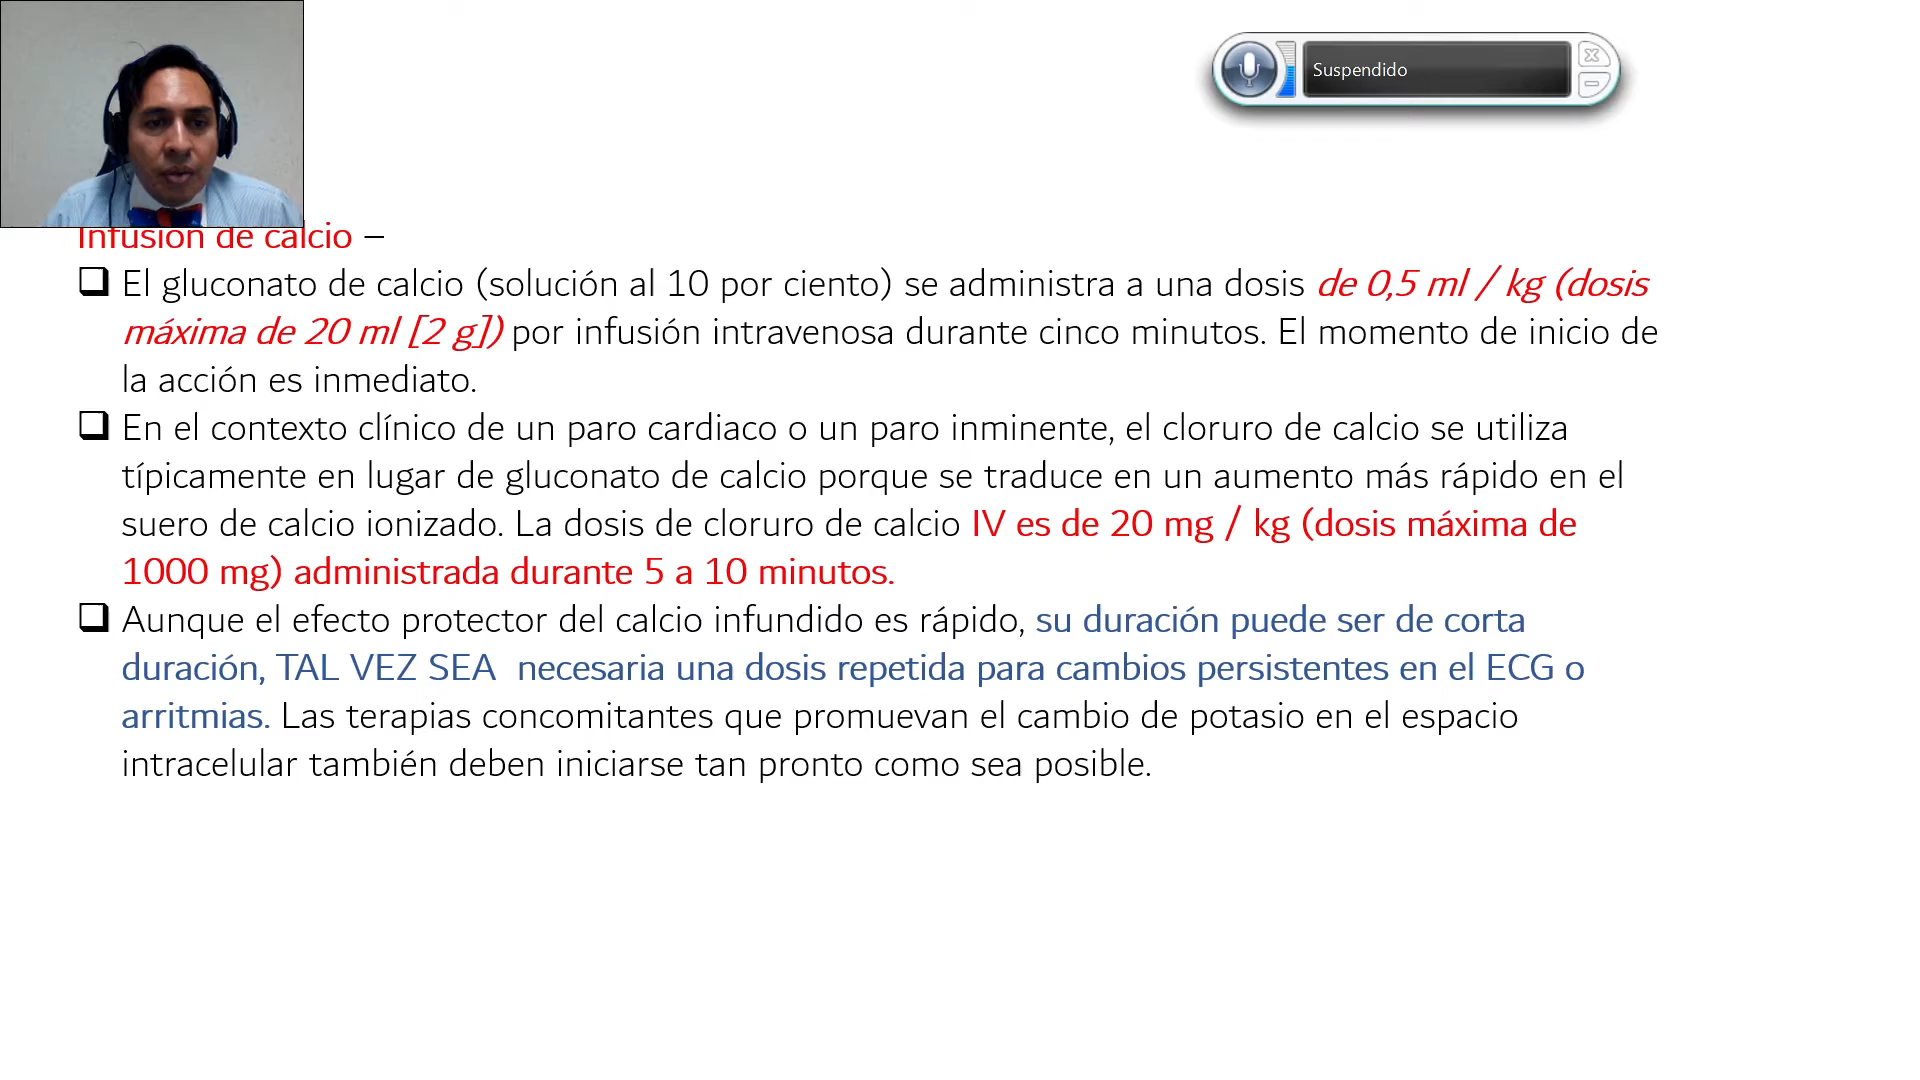 Suspendido
Infusión de calcio –
El gluconato de calcio (solución al 10 por ciento) se administra a una dosis de 0,5 ml / kg (dosis
máxima de 20 ml [2 g]) por infusión intravenosa durante cinco minutos. El momento de inicio de
la acción es inmediato.
En el contexto clínico de un paro cardiaco o un paro inminente, el cloruro de calcio se utiliza
típicamente en lugar de gluconato de calcio porque se traduce en un aumento más rápido en el
suero de calcio ionizado. La dosis de cloruro de calcio IV es de 20 mg / kg (dosis máxima de
1000 mg) administrada durante 5 a 10 minutos.
Aunque el efecto protector del calcio infundido es rápido, su duración puede ser de corta
duración, TAL VEZ SEA  necesaria una dosis repetida para cambios persistentes en el ECG o
arritmias. Las terapias concomitantes que promuevan el cambio de potasio en el espacio
intracelular también deben iniciarse tan pronto como sea posible.